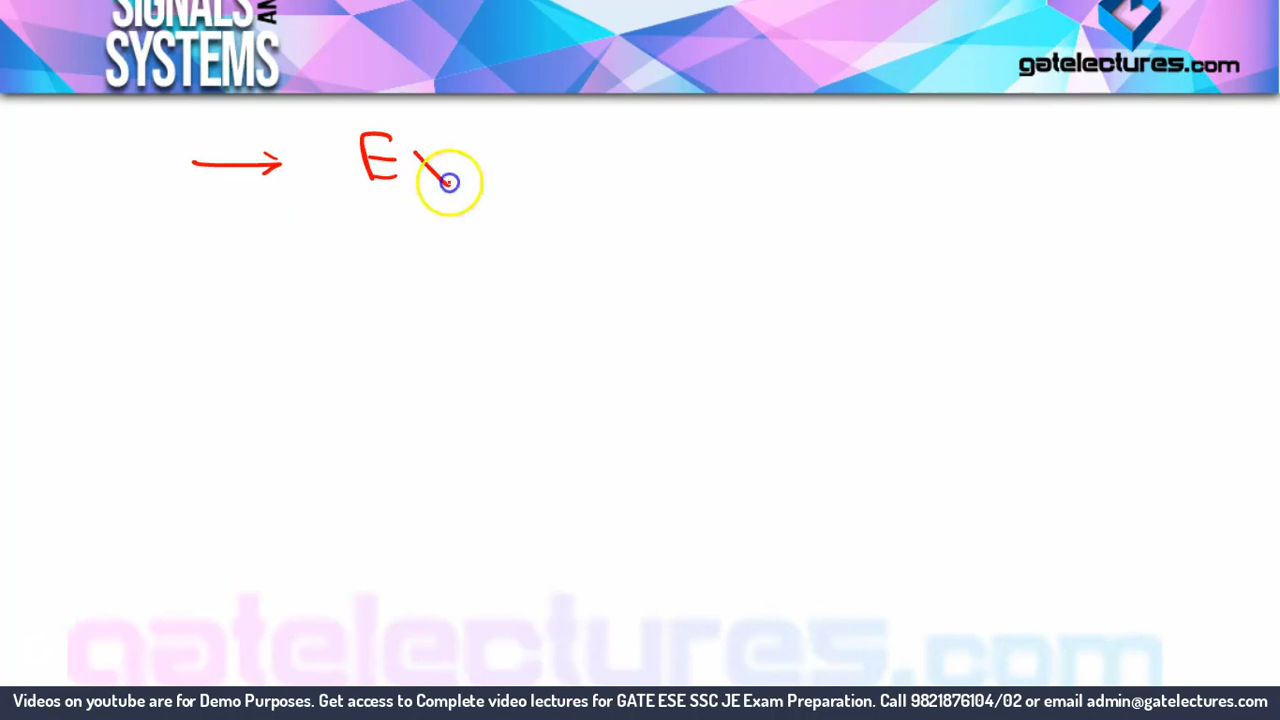 SIGNALS AND
SYSTEMS
gatelectures.com
→ E
gatelectures.com
Videos on youtube are for Demo Purposes. Get access to Complete video lectures for GATE ESE SSC JE Exam Preparation. Call 9821876104/02 or email admin@gatelectures.com